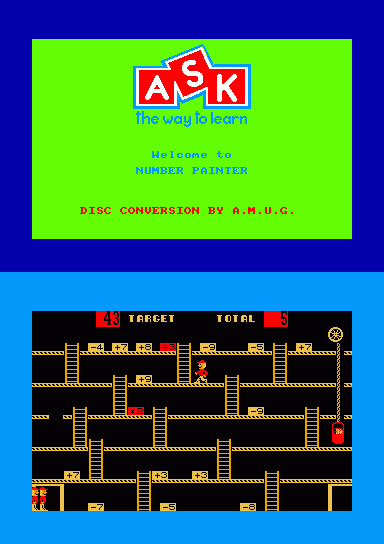 ASK
the way to learn
Welcome to
NUMBER PAINTER
DISC CONVERSION BY A.M.U.G.
43 TARGET TOTAL 5
-4 +7 +8 -9 -5 +7
+9
-9
+7 +3 +3
-7 -5 -8